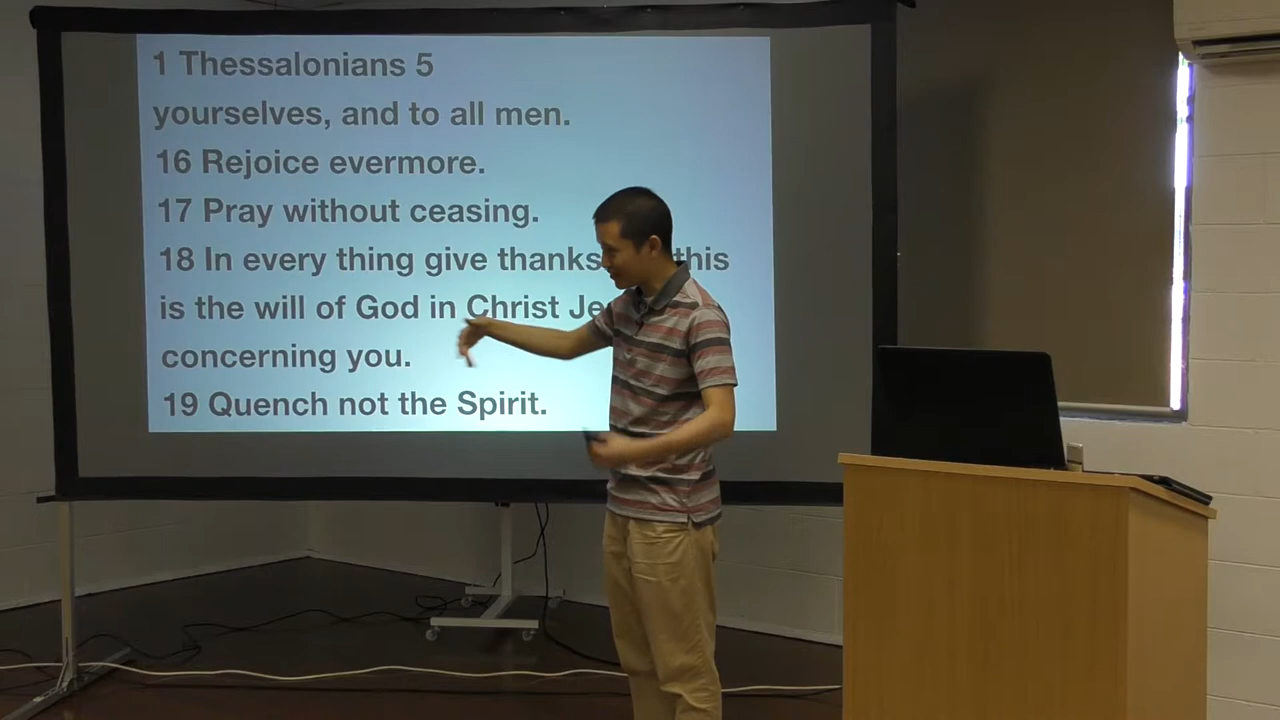 1 Thessalonians 5
yourselves, and to all men.
16 Rejoice evermore.
17 Pray without ceasing.
18 In every thing give thanks this
is the will of God in Christ
concerning you.
19 Quench not the Spirit.